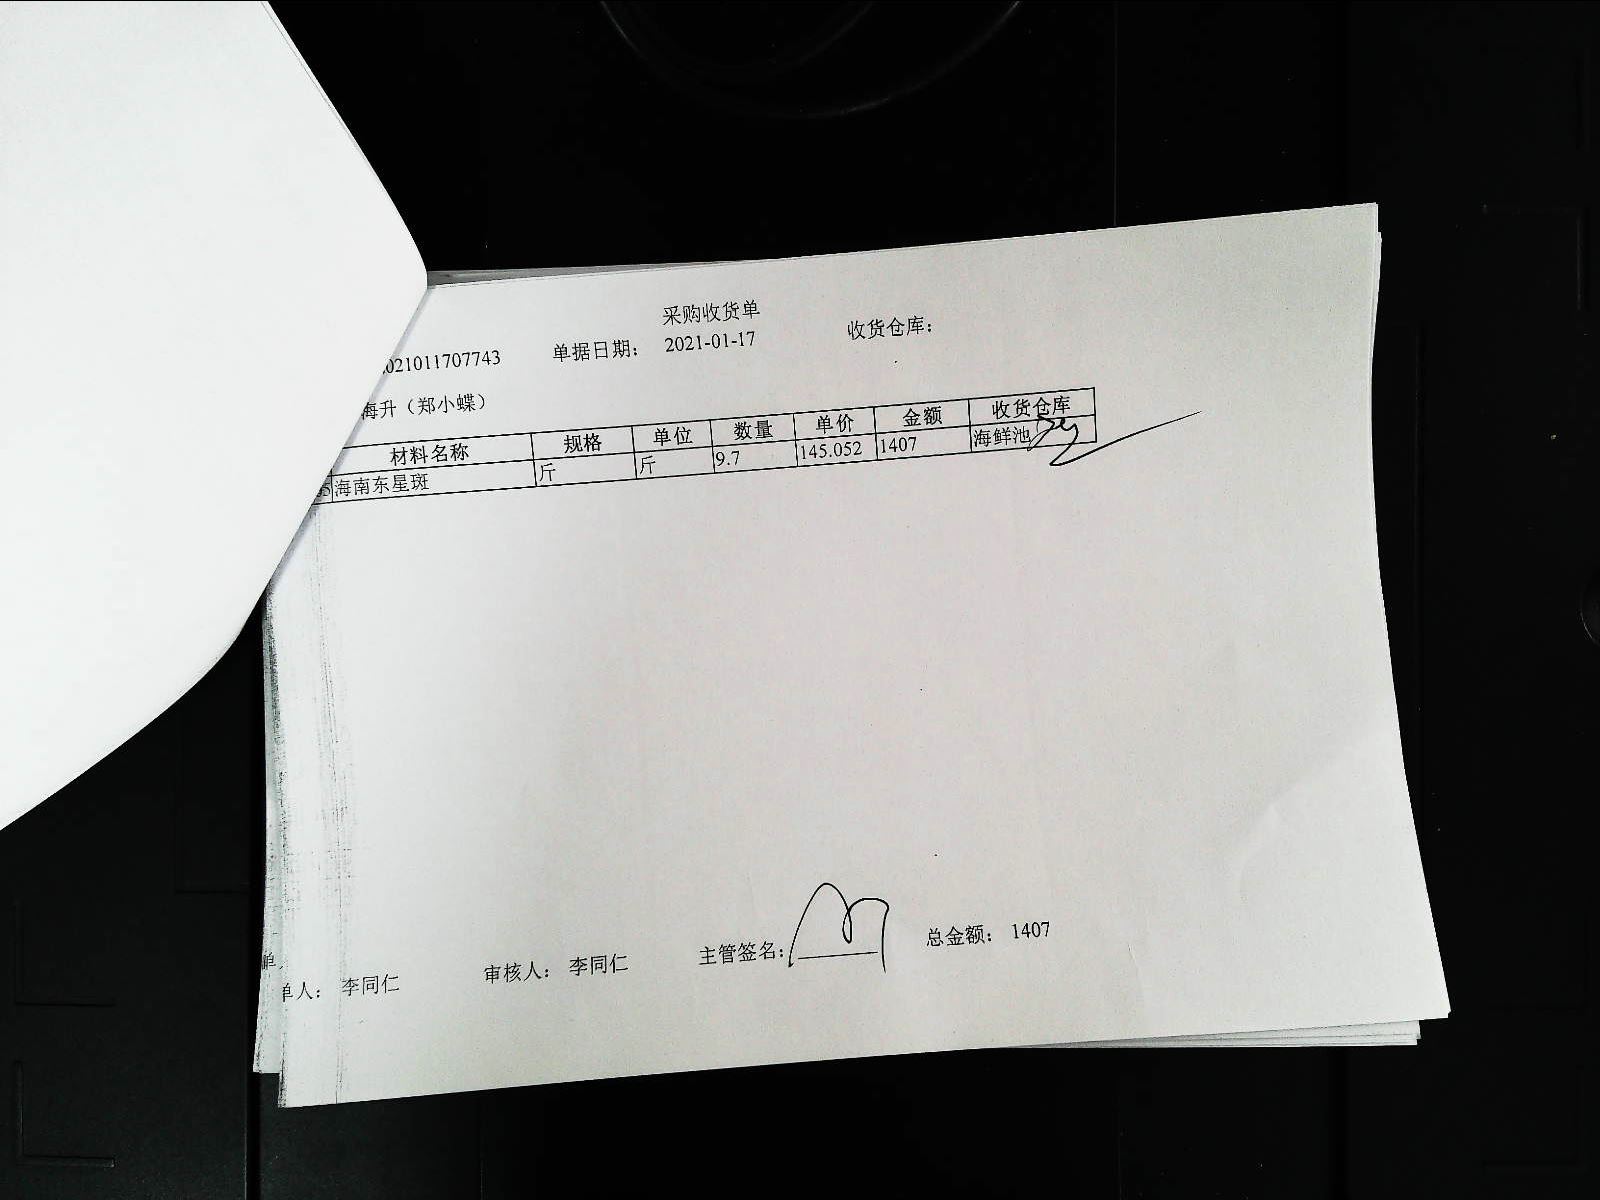 采购收货单
021011707743 单据日期: 2021-01-17 收货仓库:
海升（郑小蝶）
材料名称 规格 单位 数量 单价 金额 收货仓库
5 海南东星斑 斤 斤 9.7 145.052 1407 海鲜池
单人: 李同仁 审核人: 李同仁 主管签名: 总金额: 1407